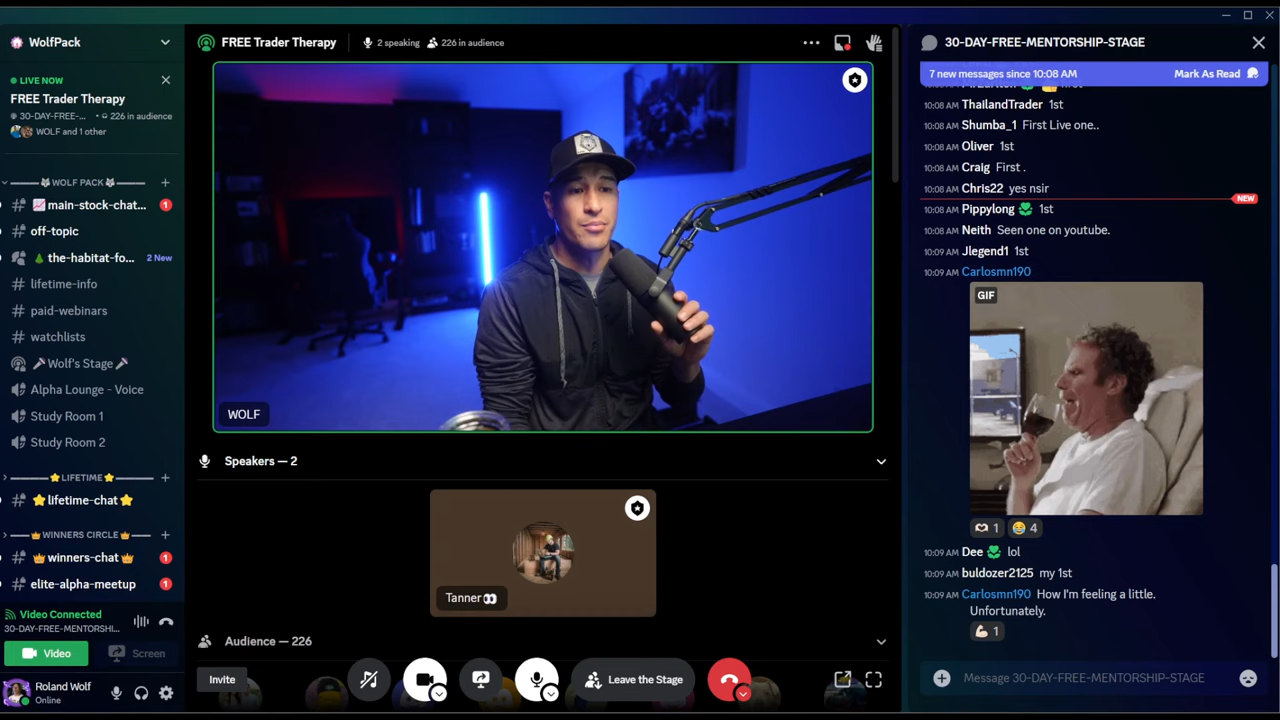 WolfPack
LIVE NOW
FREE Trader Therapy
30-DAY-FREE-... • 226 in audience
WOLF and 1 other
WOLF PACK
main-stock-chat...
1
off-topic
the-habitat-fo...
2 New
lifetime-info
paid-webinars
watchlists
Wolf's Stage
Alpha Lounge - Voice
Study Room 1
Study Room 2
LIFETIME
lifetime-chat
WINNERS CIRCLE
winners-chat
1
elite-alpha-meetup
1
Video Connected
30-DAY-FREE-MENTORSHI...
Video
Screen
Roland Wolf
Online
FREE Trader Therapy
2 speaking
226 in audience
WOLF
Speakers — 2
Tanner
Audience — 226
Invite
Leave the Stage
30-DAY-FREE-MENTORSHIP-STAGE
7 new messages since 10:08 AM
Mark As Read
10:08 AM ThailandTrader 1st
10:08 AM Shumba_1 First Live one..
10:08 AM Oliver 1st
10:08 AM Craig First .
10:08 AM Chris22 yes nsir
NEW
10:08 AM Pippylong 1st
10:08 AM Neith Seen one on youtube.
10:09 AM Jlegend1 1st
10:09 AM Carlosmn190
GIF
1
4
10:09 AM Dee lol
10:09 AM buldozer2125 my 1st
10:09 AM Carlosmn190 How I'm feeling a little.
Unfortunately.
1
Message 30-DAY-FREE-MENTORSHIP-STAGE